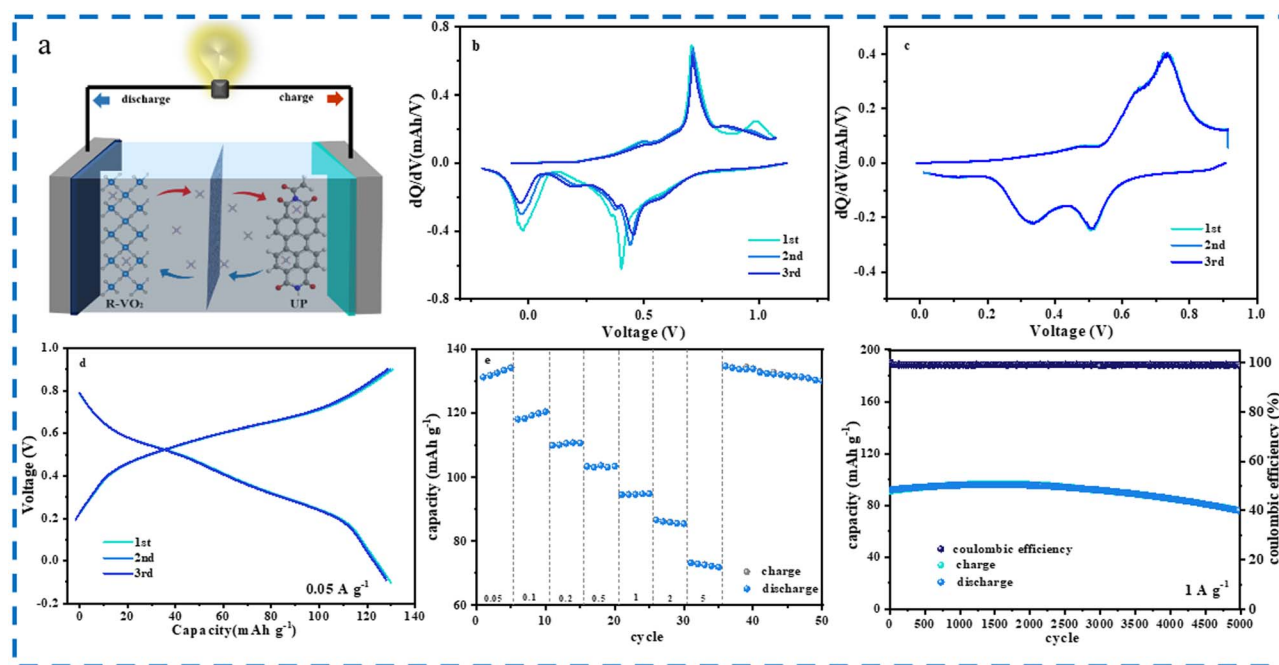 a
discharge
charge
R-VO₂
UP
b
dQ/dV(mAh/V)
0.8
0.4
0.0
-0.4
-0.8
0.0
0.5
1.0
Voltage (V)
1st
2nd
3rd
c
dQ/dV(mAh/V)
0.4
0.2
0.0
-0.2
-0.4
0.0
0.2
0.4
0.6
0.8
1.0
Voltage (V)
1st
2nd
3rd
d
Voltage (V)
1.0
0.8
0.6
0.4
0.2
0.0
-0.2
0
20
40
60
80
100
120
140
Capacity(mAh g⁻¹)
1st
2nd
3rd
0.05 A g⁻¹
e
capacity (mAh g⁻¹)
140
120
100
80
60
0.05
0.1
0.2
0.5
1
2
5
charge
discharge
0
10
20
30
40
50
cycle
capacity (mAh g⁻¹)
200
160
120
80
40
0
coulombic efficiency
charge
discharge
1 A g⁻¹
0
1000
2000
3000
4000
5000
cycle
100
80
60
40
20
0
coulombic efficiency (%)